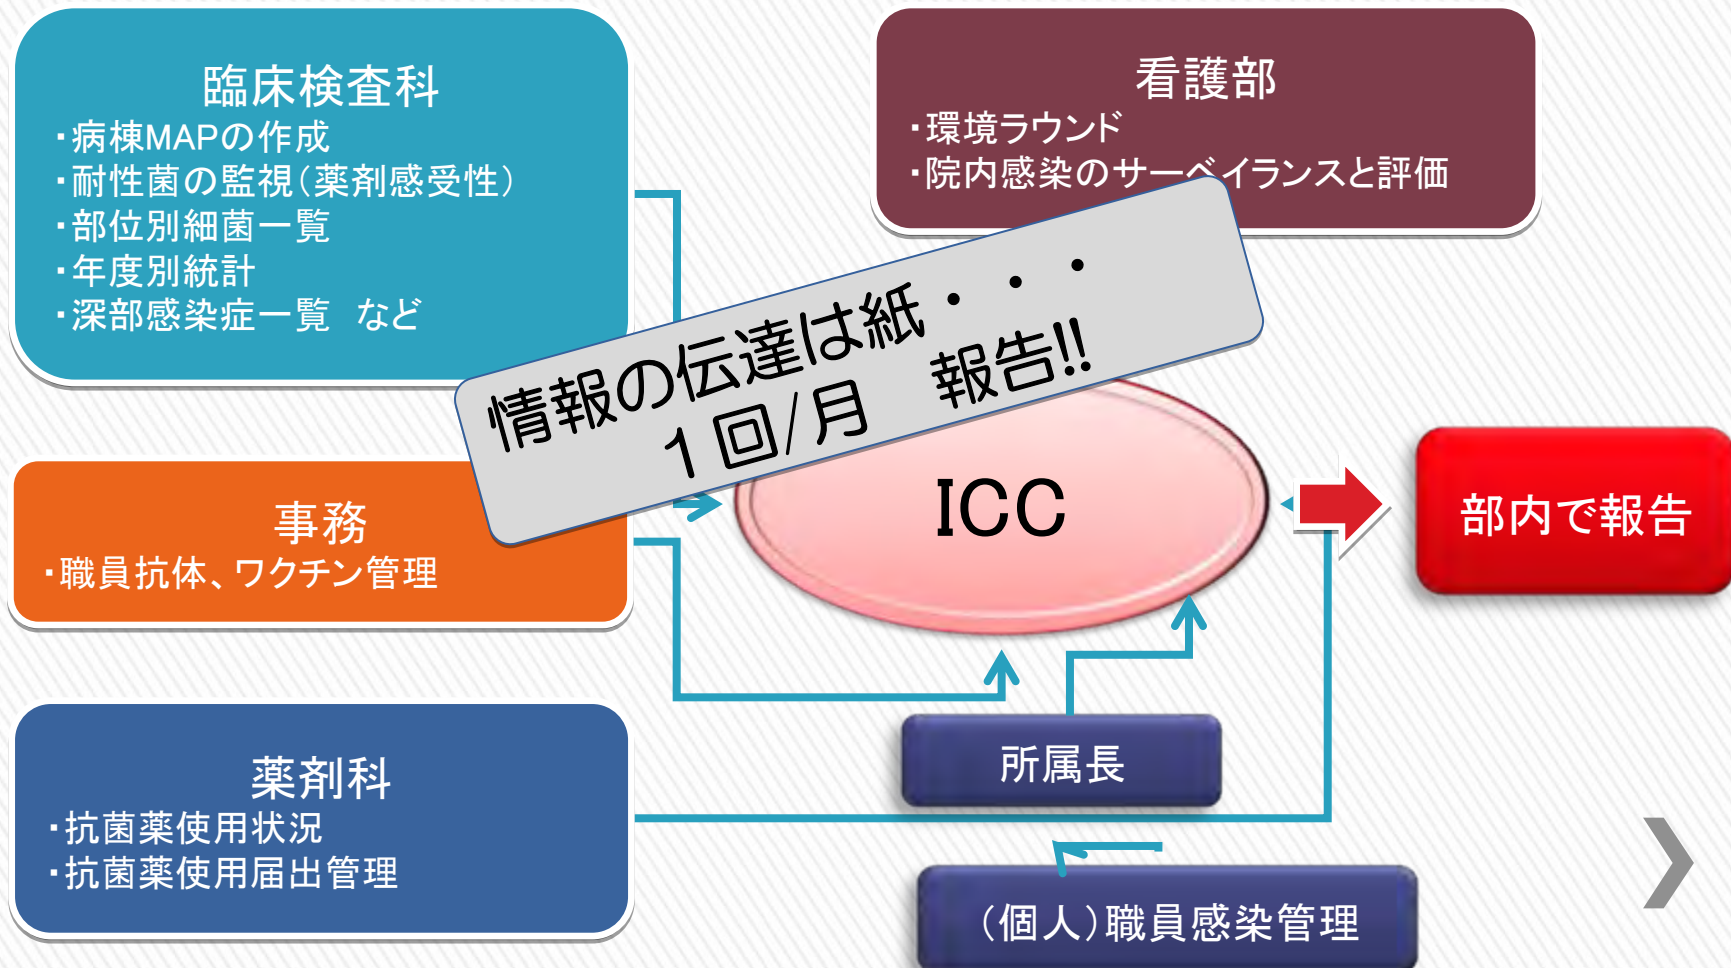 臨床検査科
・病棟MAPの作成
・耐性菌の監視（薬剤感受性）
・部位別細菌一覧
・年度別統計
・深部感染症一覧　など
看護部
・環境ラウンド
・院内感染のサーベイランスと評価
情報の伝達は紙・・・
１回/月　報告!!
事務
・職員抗体、ワクチン管理
ICC
部内で報告
薬剤科
・抗菌薬使用状況
・抗菌薬使用届出管理
所属長
（個人）職員感染管理